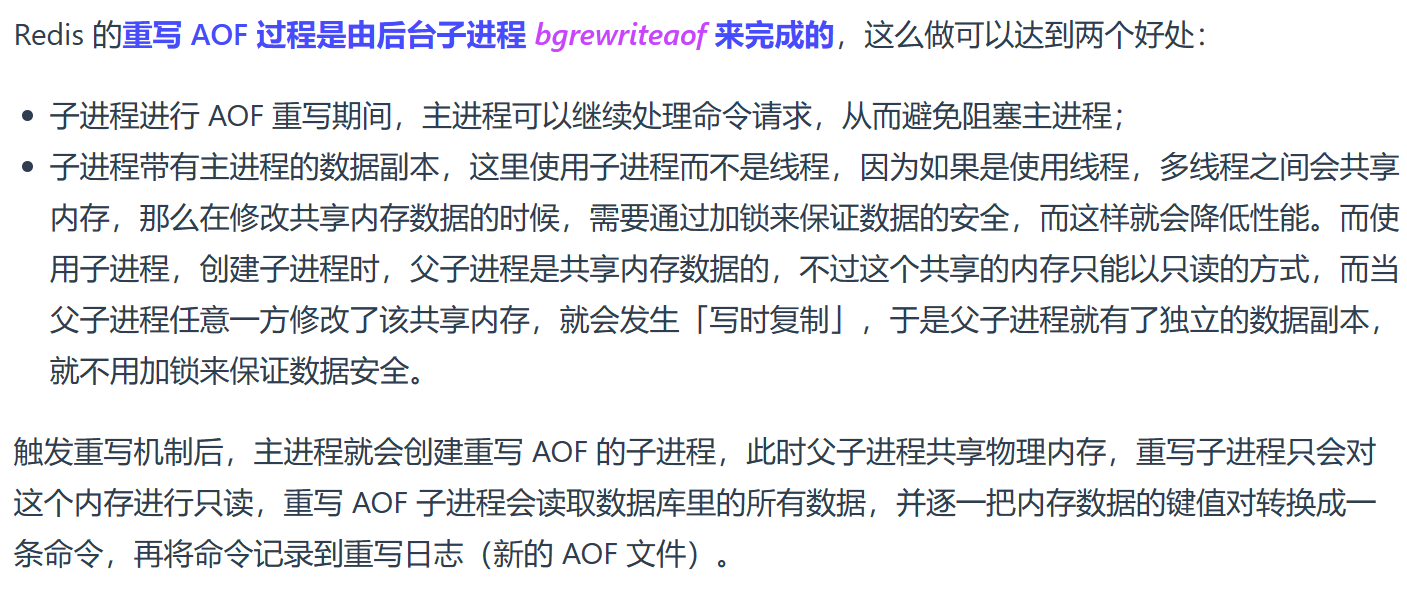 Redis 的重写 AOF 过程是由后台子进程 bgrewriteaof 来完成的，这么做可以达到两个好处：
• 子进程进行 AOF 重写期间，主进程可以继续处理命令请求，从而避免阻塞主进程；
• 子进程带有主进程的数据副本，这里使用子进程而不是线程，因为如果是使用线程，多线程之间会共享
内存，那么在修改共享内存数据的时候，需要通过加锁来保证数据的安全，而这样就会降低性能。而使
用子进程，创建子进程时，父子进程是共享内存数据的，不过这个共享的内存只能以只读的方式，而当
父子进程任意一方修改了该共享内存，就会发生「写时复制」，于是父子进程就有了独立的数据副本，
就不用加锁来保证数据安全。
触发重写机制后，主进程就会创建重写 AOF 的子进程，此时父子进程共享物理内存，重写子进程只会对
这个内存进行只读，重写 AOF 子进程会读取数据库里的所有数据，并逐一把内存数据的键值对转换成一
条命令，再将命令记录到重写日志（新的 AOF 文件）。